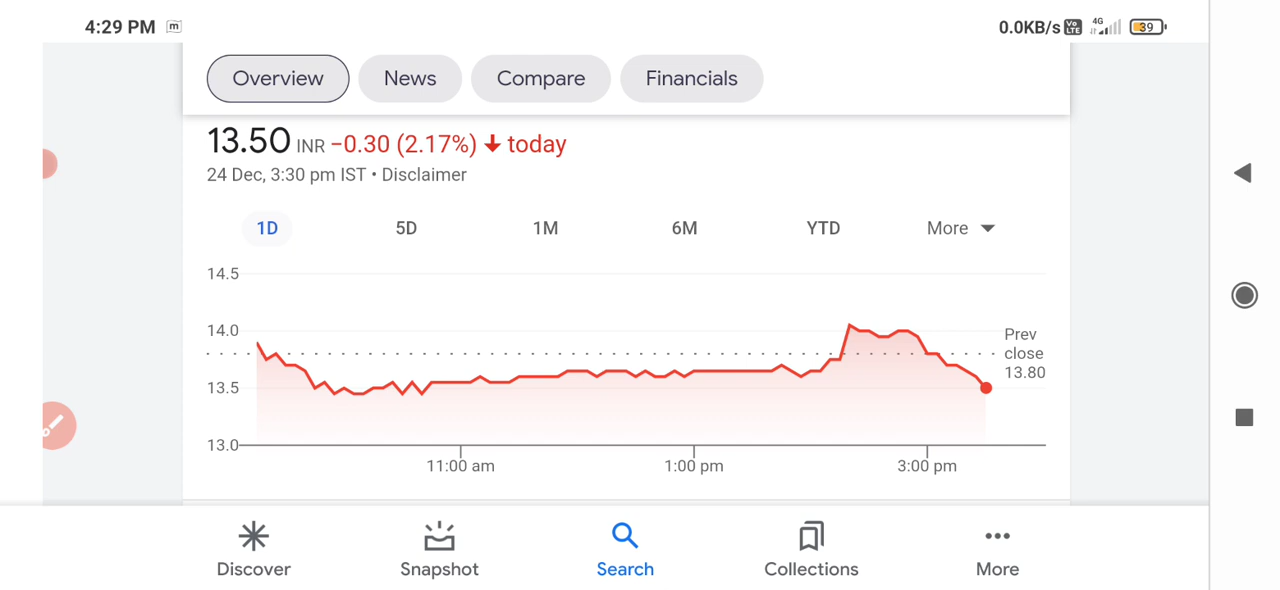 4:29 PM m 0.0KB/s Vo LTE 4G 39
Overview News Compare Financials
13.50 INR −0.30 (2.17%) ↓ today
24 Dec, 3:30 pm IST • Disclaimer
1D 5D 1M 6M YTD More
14.5
14.0
13.5
13.0
Prev
close
13.80
11:00 am 1:00 pm 3:00 pm
Discover Snapshot Search Collections More